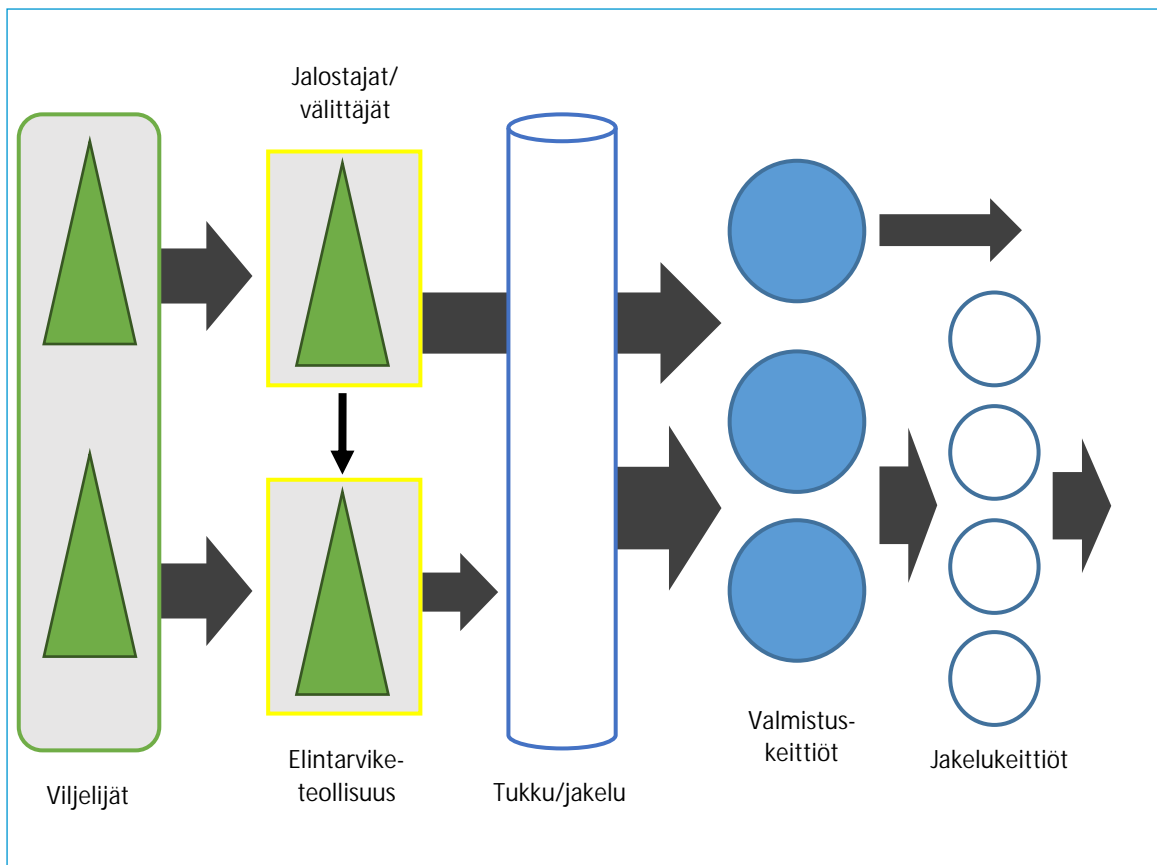 Jalostajat/
välittäjät
Viljelijät
Elintarvike-
teollisuus
Tukku/jakelu
Valmistus-
keittiöt
Jakelukeittiöt